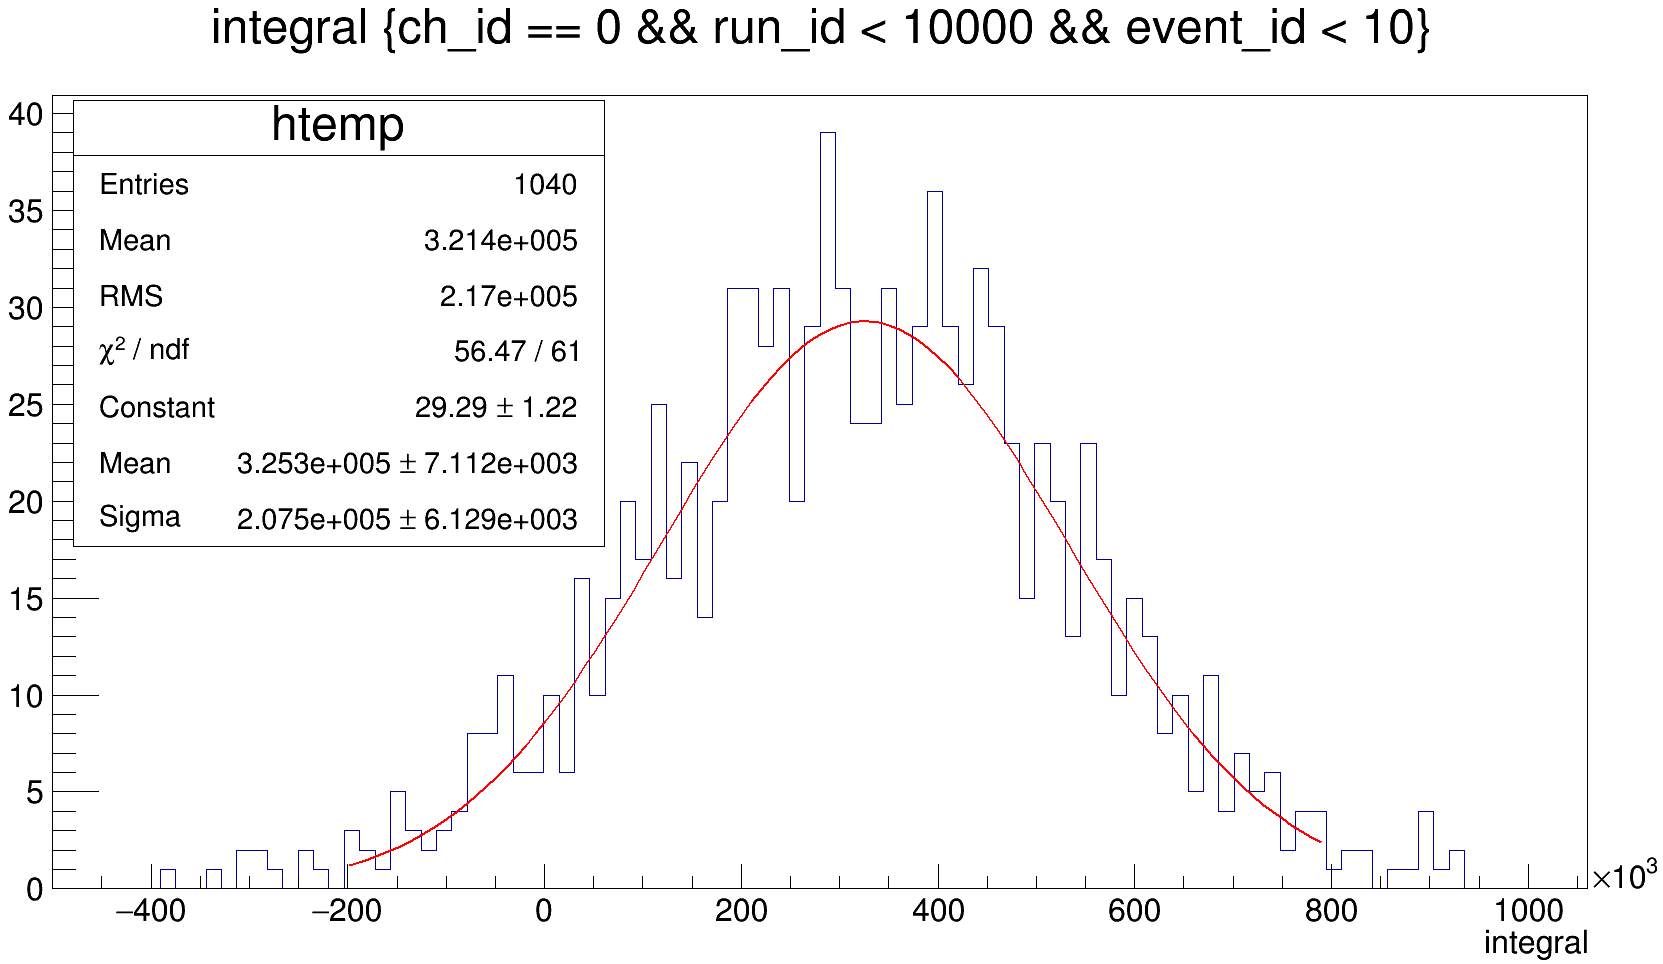 integral {ch_id == 0 && run_id < 10000 && event_id < 10}
htemp
Entries 1040
Mean 3.214e+005
RMS 2.17e+005
χ² / ndf 56.47 / 61
Constant 29.29 ± 1.22
Mean 3.253e+005 ± 7.112e+003
Sigma 2.075e+005 ± 6.129e+003
40
35
30
25
20
15
10
5
0
−400 −200 0 200 400 600 800 1000 ×10³
integral